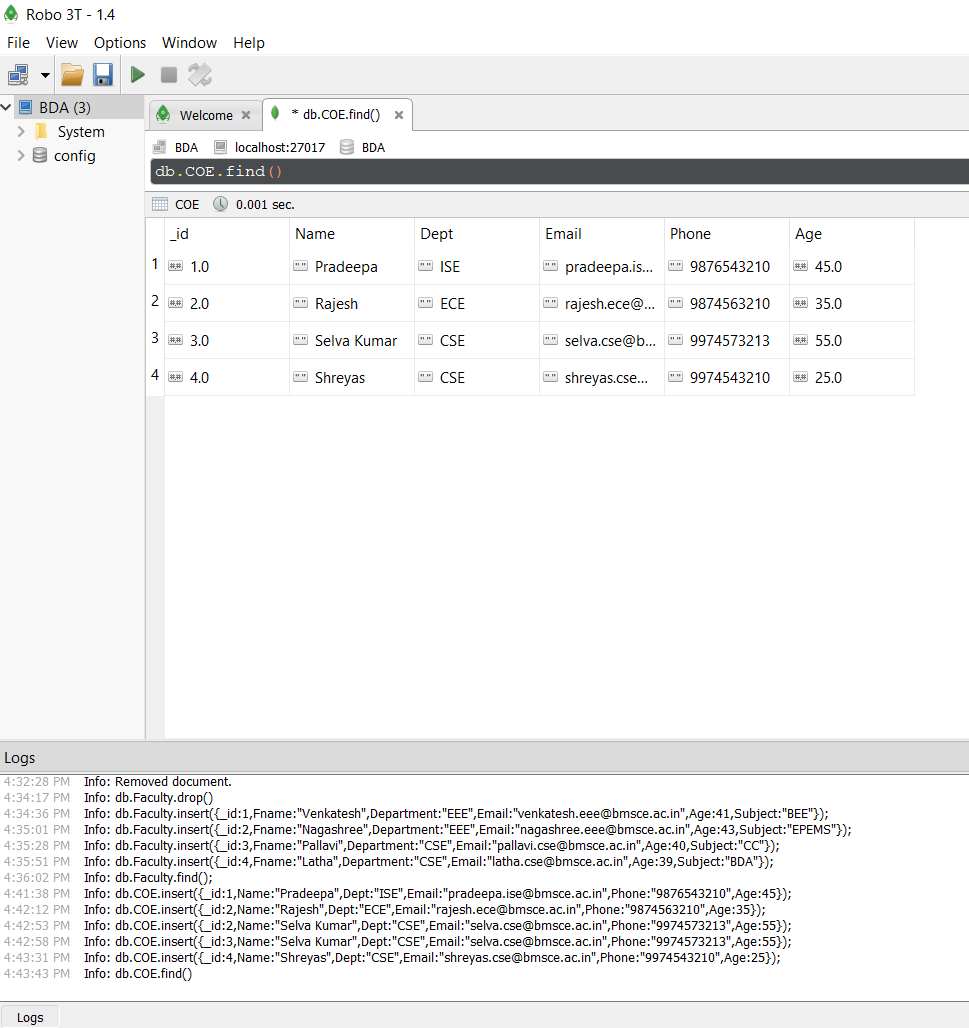 Robo 3T - 1.4
File View Options Window Help
BDA (3)
System
config
Welcome
* db.COE.find()
BDA localhost:27017 BDA
db.COE.find()
COE 0.001 sec.
_id Name Dept Email Phone Age
1 1.0 Pradeepa ISE pradeepa.is... 9876543210 45.0
2 2.0 Rajesh ECE rajesh.ece@... 9874563210 35.0
3 3.0 Selva Kumar CSE selva.cse@b... 9974573213 55.0
4 4.0 Shreyas CSE shreyas.cse... 9974543210 25.0
Logs
4:32:28 PM Info: Removed document.
4:34:17 PM Info: db.Faculty.drop()
4:34:36 PM Info: db.Faculty.insert({_id:1,Fname:"Venkatesh",Department:"EEE",Email:"venkatesh.eee@bmsce.ac.in",Age:41,Subject:"BEE"});
4:35:01 PM Info: db.Faculty.insert({_id:2,Fname:"Nagashree",Department:"EEE",Email:"nagashree.eee@bmsce.ac.in",Age:43,Subject:"EPEMS"});
4:35:28 PM Info: db.Faculty.insert({_id:3,Fname:"Pallavi",Department:"CSE",Email:"pallavi.cse@bmsce.ac.in",Age:40,Subject:"CC"});
4:35:51 PM Info: db.Faculty.insert({_id:4,Fname:"Latha",Department:"CSE",Email:"latha.cse@bmsce.ac.in",Age:39,Subject:"BDA"});
4:36:02 PM Info: db.Faculty.find();
4:41:38 PM Info: db.COE.insert({_id:1,Name:"Pradeepa",Dept:"ISE",Email:"pradeepa.ise@bmsce.ac.in",Phone:"9876543210",Age:45});
4:42:12 PM Info: db.COE.insert({_id:2,Name:"Rajesh",Dept:"ECE",Email:"rajesh.ece@bmsce.ac.in",Phone:"9874563210",Age:35});
4:42:53 PM Info: db.COE.insert({_id:2,Name:"Selva Kumar",Dept:"CSE",Email:"selva.cse@bmsce.ac.in",Phone:"9974573213",Age:55});
4:42:58 PM Info: db.COE.insert({_id:3,Name:"Selva Kumar",Dept:"CSE",Email:"selva.cse@bmsce.ac.in",Phone:"9974573213",Age:55});
4:43:31 PM Info: db.COE.insert({_id:4,Name:"Shreyas",Dept:"CSE",Email:"shreyas.cse@bmsce.ac.in",Phone:"9974543210",Age:25});
4:43:43 PM Info: db.COE.find()
Logs